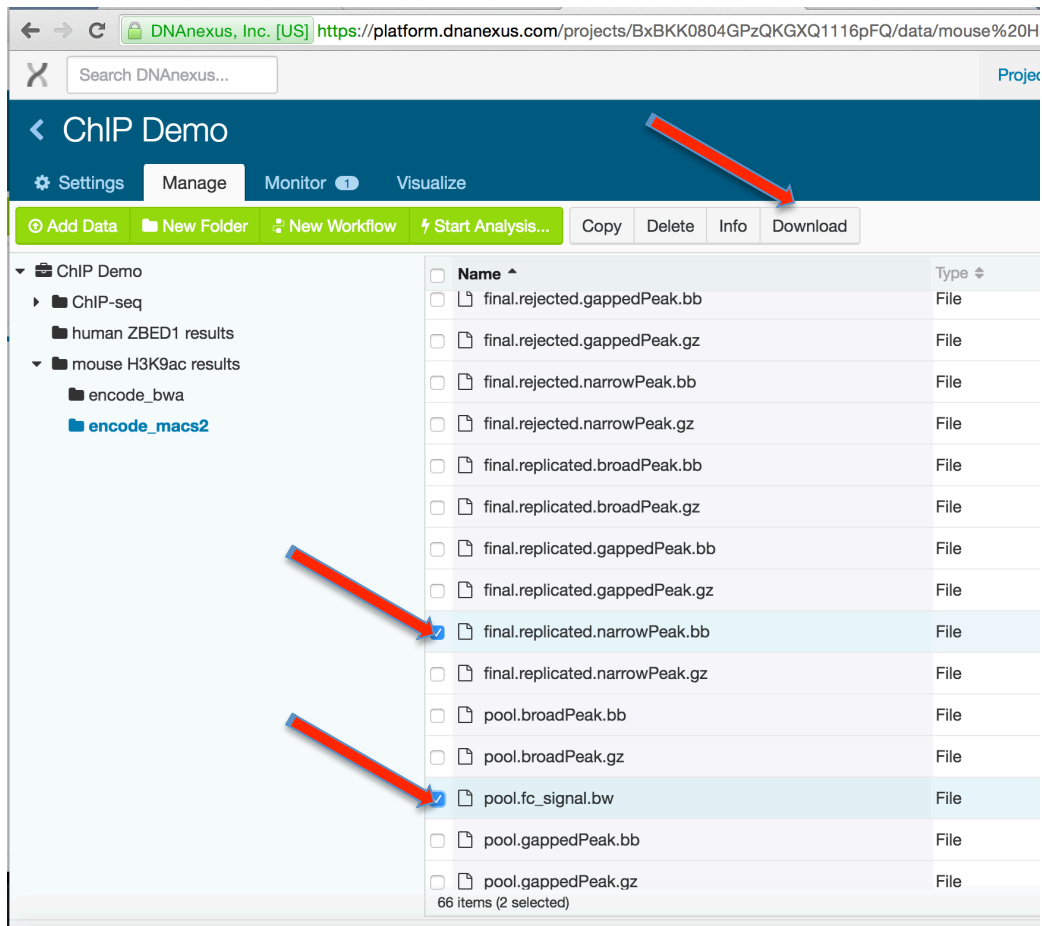 DNAnexus, Inc. [US] https://platform.dnanexus.com/projects/BxBKK0804GPzQKGXQ1116pFQ/data/mouse%20H
Search DNAnexus... Projec
ChIP Demo
Settings Manage Monitor 1 Visualize
Add Data New Folder New Workflow Start Analysis... Copy Delete Info Download
ChIP Demo
ChIP-seq
human ZBED1 results
mouse H3K9ac results
encode_bwa
encode_macs2
Name Type
final.rejected.gappedPeak.bb File
final.rejected.gappedPeak.gz File
final.rejected.narrowPeak.bb File
final.rejected.narrowPeak.gz File
final.replicated.broadPeak.bb File
final.replicated.broadPeak.gz File
final.replicated.gappedPeak.bb File
final.replicated.gappedPeak.gz File
final.replicated.narrowPeak.bb File
final.replicated.narrowPeak.gz File
pool.broadPeak.bb File
pool.broadPeak.gz File
pool.fc_signal.bw File
pool.gappedPeak.bb File
pool.gappedPeak.gz File
66 items (2 selected)